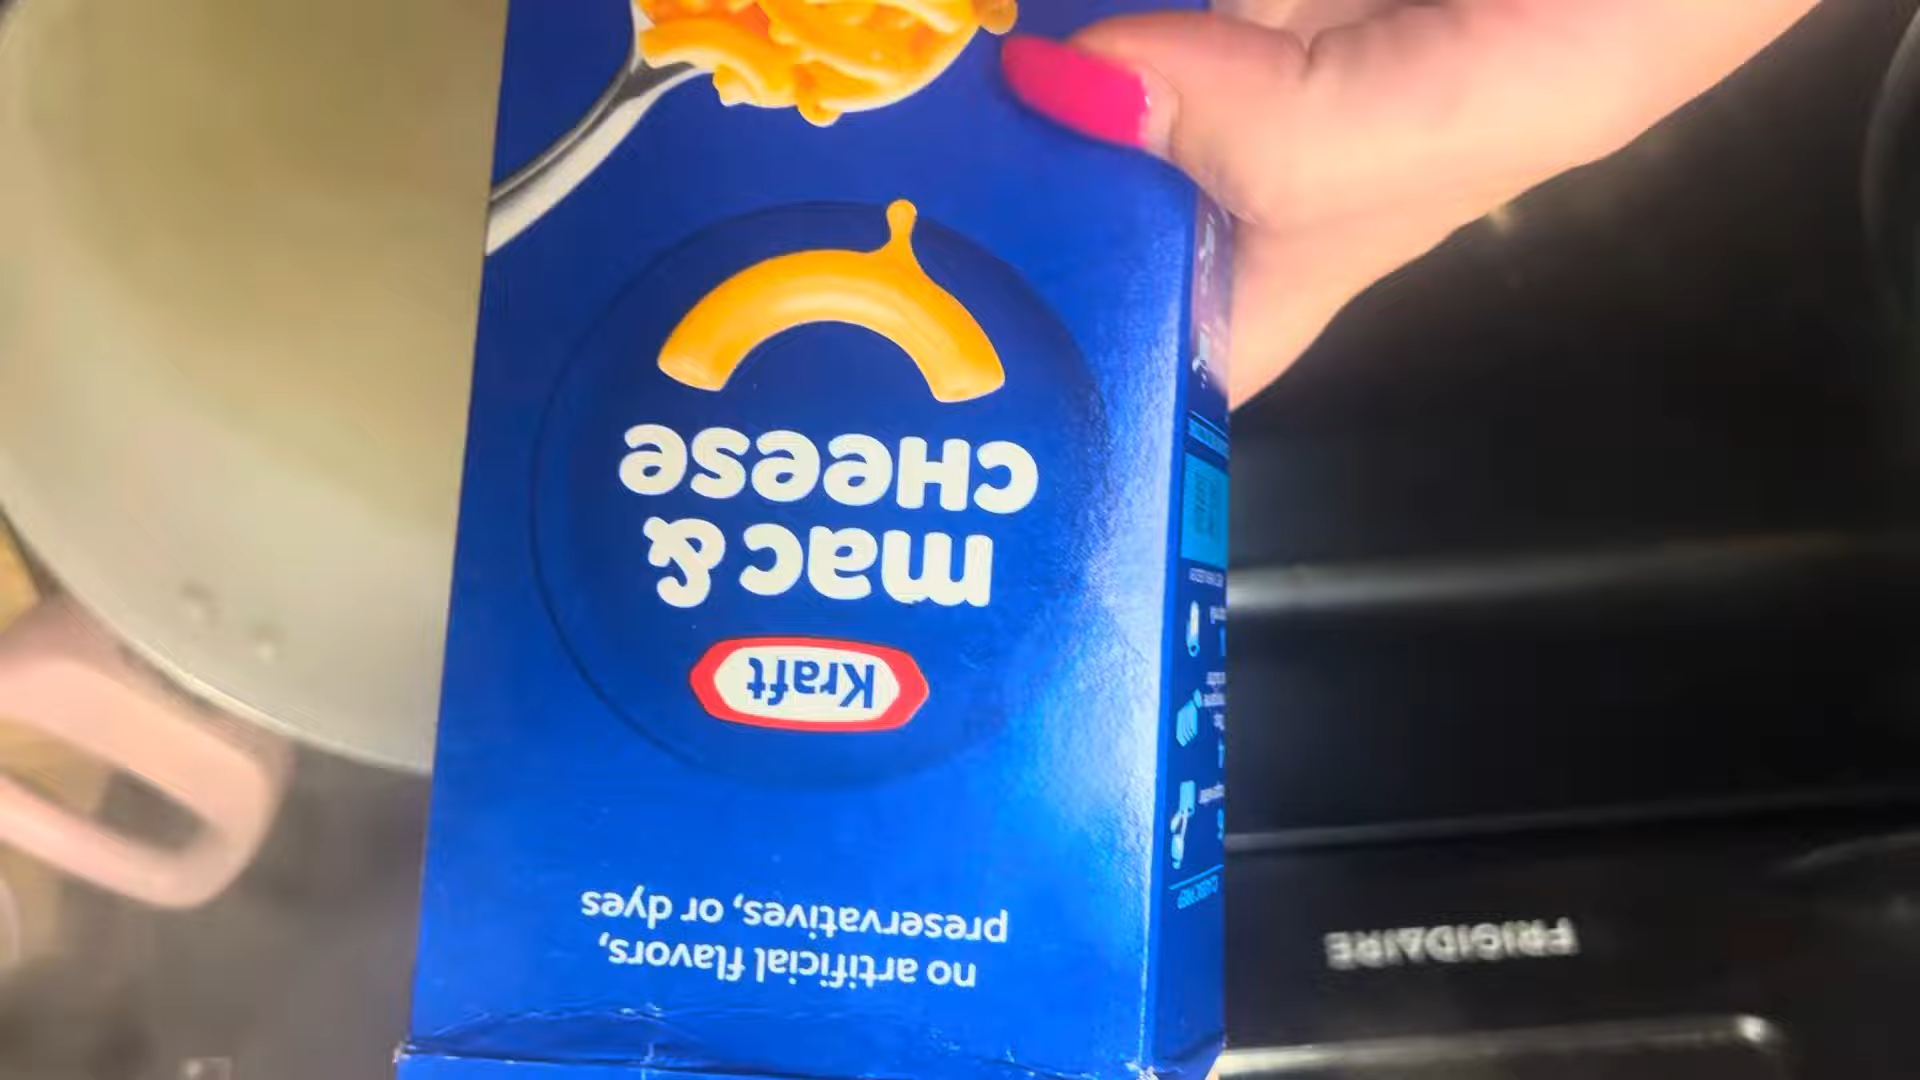 no artificial flavors,
preservatives, or dyes
Kraft
mac &
cheese
FRIGIDAIRE